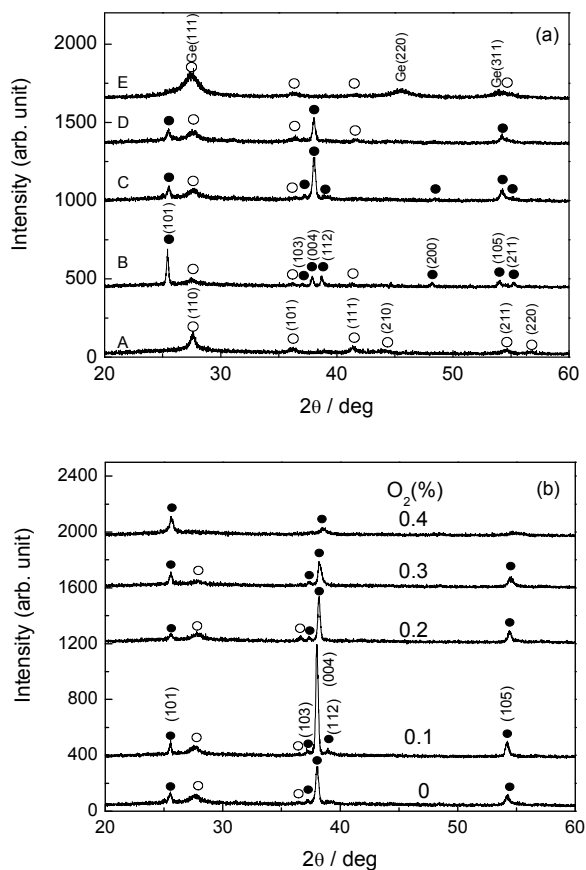 (a)
2000
1500
1000
500
0
Intensity (arb. unit)
Ge(111)
Ge(220)
Ge(311)
E
D
C
B
A
(101)
(103)
(004)
(112)
(200)
(105)
(211)
(110)
(101)
(111)
(210)
(211)
(220)
20 30 40 50 60
2θ / deg
(b)
O2(%)
2400
2000
1600
1200
800
400
0
Intensity (arb. unit)
0.4
0.3
0.2
0.1
0
(101)
(103)
(004)
(112)
(105)
20 30 40 50 60
2θ / deg